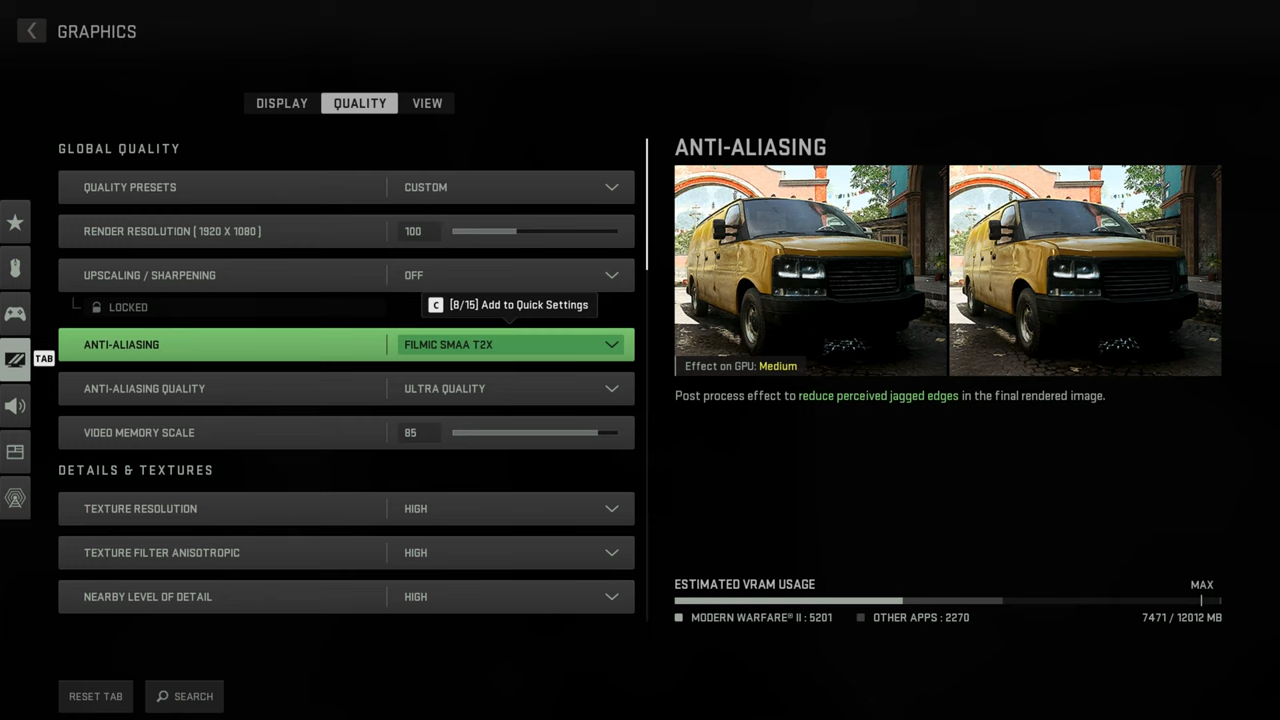 GRAPHICS
DISPLAY QUALITY VIEW
GLOBAL QUALITY
QUALITY PRESETS CUSTOM
RENDER RESOLUTION [ 1920 X 1080 ] 100
UPSCALING / SHARPENING OFF
LOCKED
C [8/15] Add to Quick Settings
ANTI-ALIASING FILMIC SMAA T2X
TAB
ANTI-ALIASING QUALITY ULTRA QUALITY
VIDEO MEMORY SCALE 85
DETAILS & TEXTURES
TEXTURE RESOLUTION HIGH
TEXTURE FILTER ANISOTROPIC HIGH
NEARBY LEVEL OF DETAIL HIGH
RESET TAB SEARCH
ANTI-ALIASING
Effect on GPU: Medium
Post process effect to reduce perceived jagged edges in the final rendered image.
ESTIMATED VRAM USAGE MAX
MODERN WARFARE® II : 5201 OTHER APPS : 2270 7471 / 12012 MB